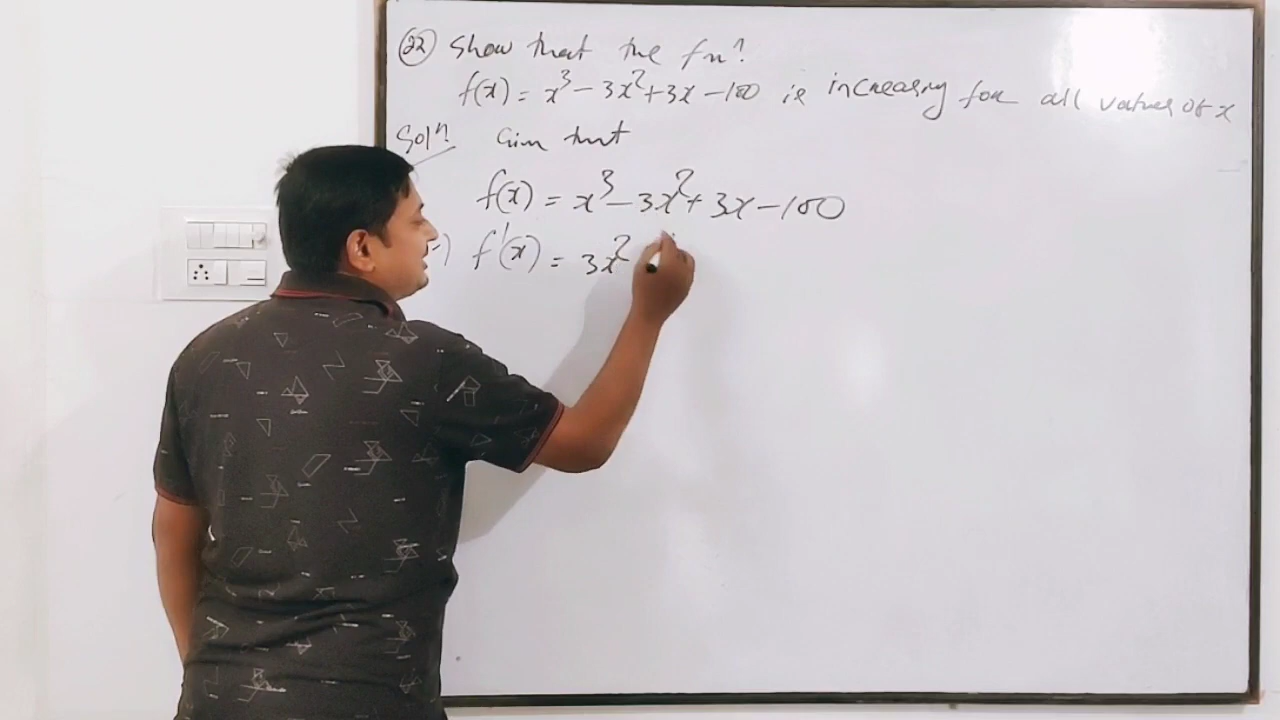 (22) Show that the fn?
f(x) = x³ - 3x² + 3x - 100 is increasing for all values of x
Soln? Given that
f(x) = x³ - 3x² + 3x - 100
=) f'(x) = 3x²